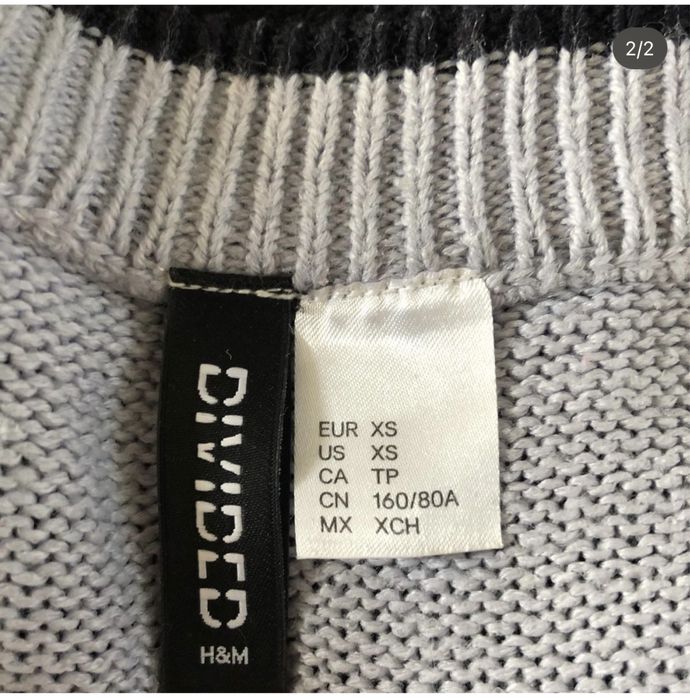 2/2
DIVIDED
H&M
EUR XS
US XS
CA TP
CN 160/80A
MX XCH